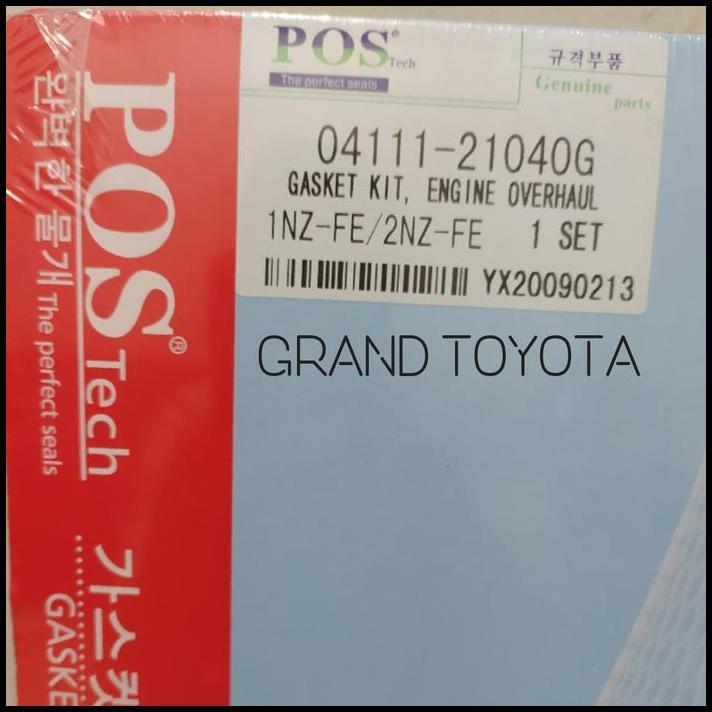 POS® Tech
The perfect seals
규격부품
Genuine
parts
04111-21040G
GASKET KIT, ENGINE OVERHAUL
1NZ-FE/2NZ-FE 1 SET
YX20090213
GRAND TOYOTA
POS® Tech
완벽한 물개 The perfect seals
가스켓
GASKE